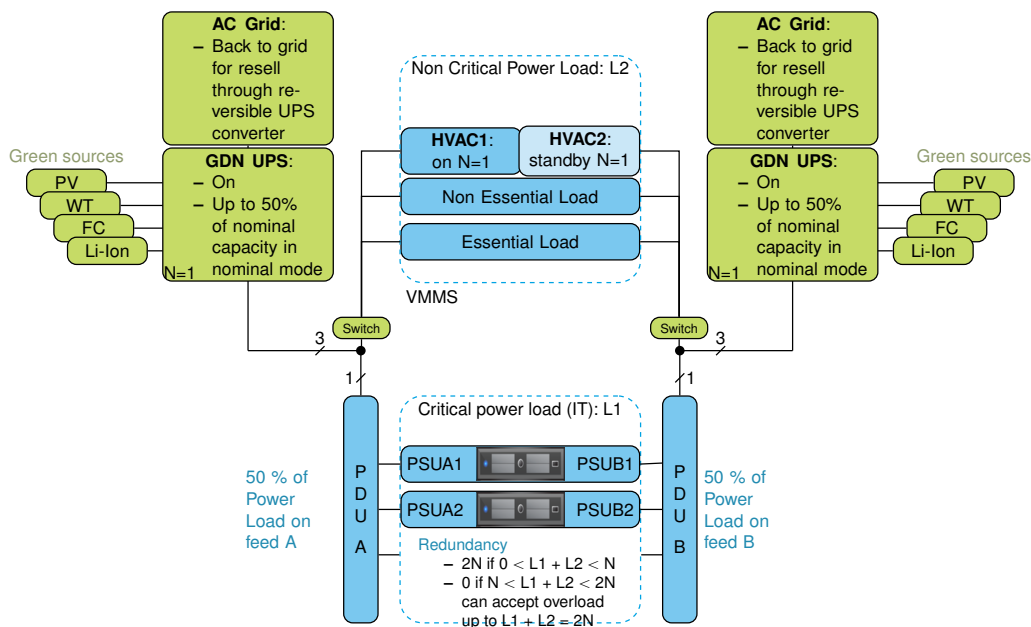 AC Grid:
– Back to grid
for resell
through re-
versible UPS
converter
Green sources
GDN UPS:
– On
– Up to 50%
of nominal
capacity in
nominal mode
N=1
PV
WT
FC
Li-Ion
Non Critical Power Load: L2
HVAC1:
on N=1
HVAC2:
standby N=1
Non Essential Load
Essential Load
VMMS
AC Grid:
– Back to grid
for resell
through re-
versible UPS
converter
Green sources
GDN UPS:
– On
– Up to 50%
of nominal
capacity in
nominal mode
N=1
PV
WT
FC
Li-Ion
Switch
Switch
3
3
1
1
Critical power load (IT): L1
PSUA1
PSUB1
PSUA2
PSUB2
PDU A
PDU B
50 % of
Power
Load on
feed A
50 % of
Power
Load on
feed B
Redundancy
– 2N if 0 < L1 + L2 < N
– 0 if N < L1 + L2 < 2N
can accept overload
up to L1 + L2 = 2N